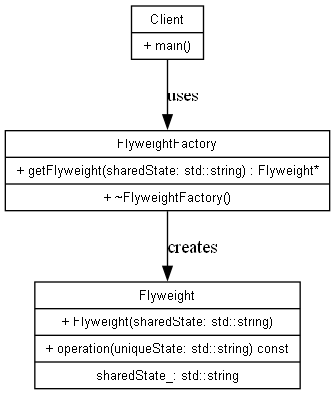 Client
+ main()
uses
FlyweightFactory
+ getFlyweight(sharedState: std::string) : Flyweight*
+ ~FlyweightFactory()
creates
Flyweight
+ Flyweight(sharedState: std::string)
+ operation(uniqueState: std::string) const
sharedState_: std::string